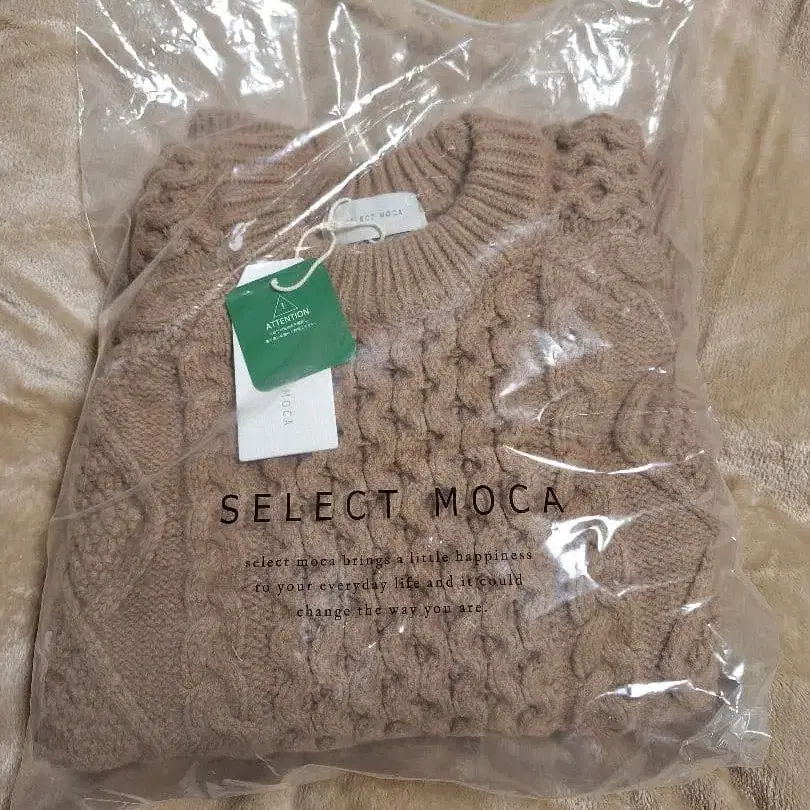 SELECT MOCA
!
ATTENTION
MOCA
SELECT MOCA
select moca brings a little happiness
to your everyday life and it could
change the way you are.